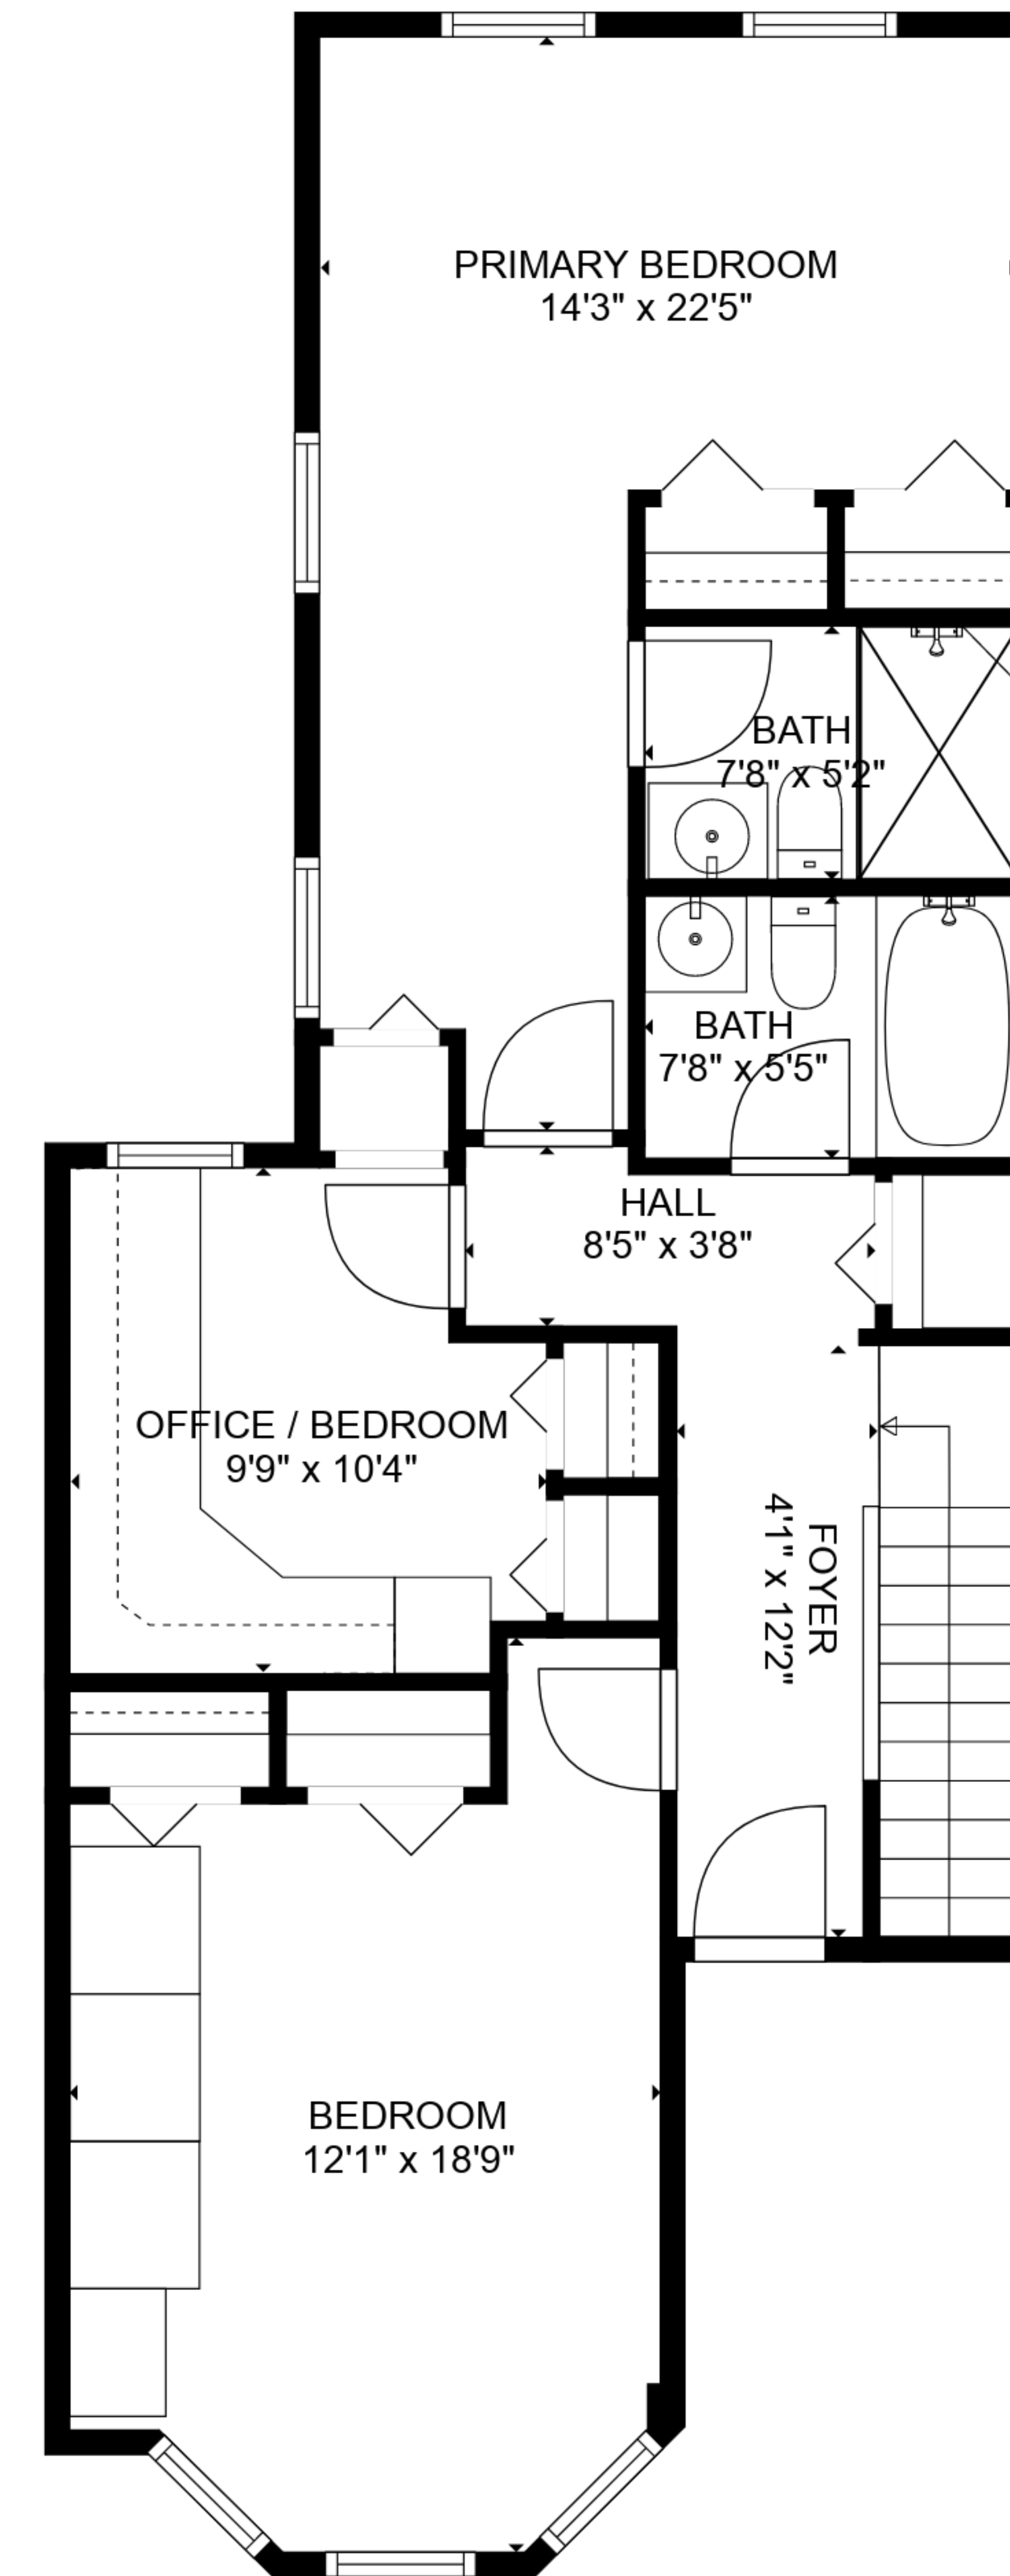 PRIMARY BEDROOM
14'3" x 22'5"
BATH
7'8" x 5'2"
BATH
7'8" x 5'5"
HALL
8'5" x 3'8"
OFFICE / BEDROOM
9'9" x 10'4"
FOYER
4'1" x 12'2"
BEDROOM
12'1" x 18'9"